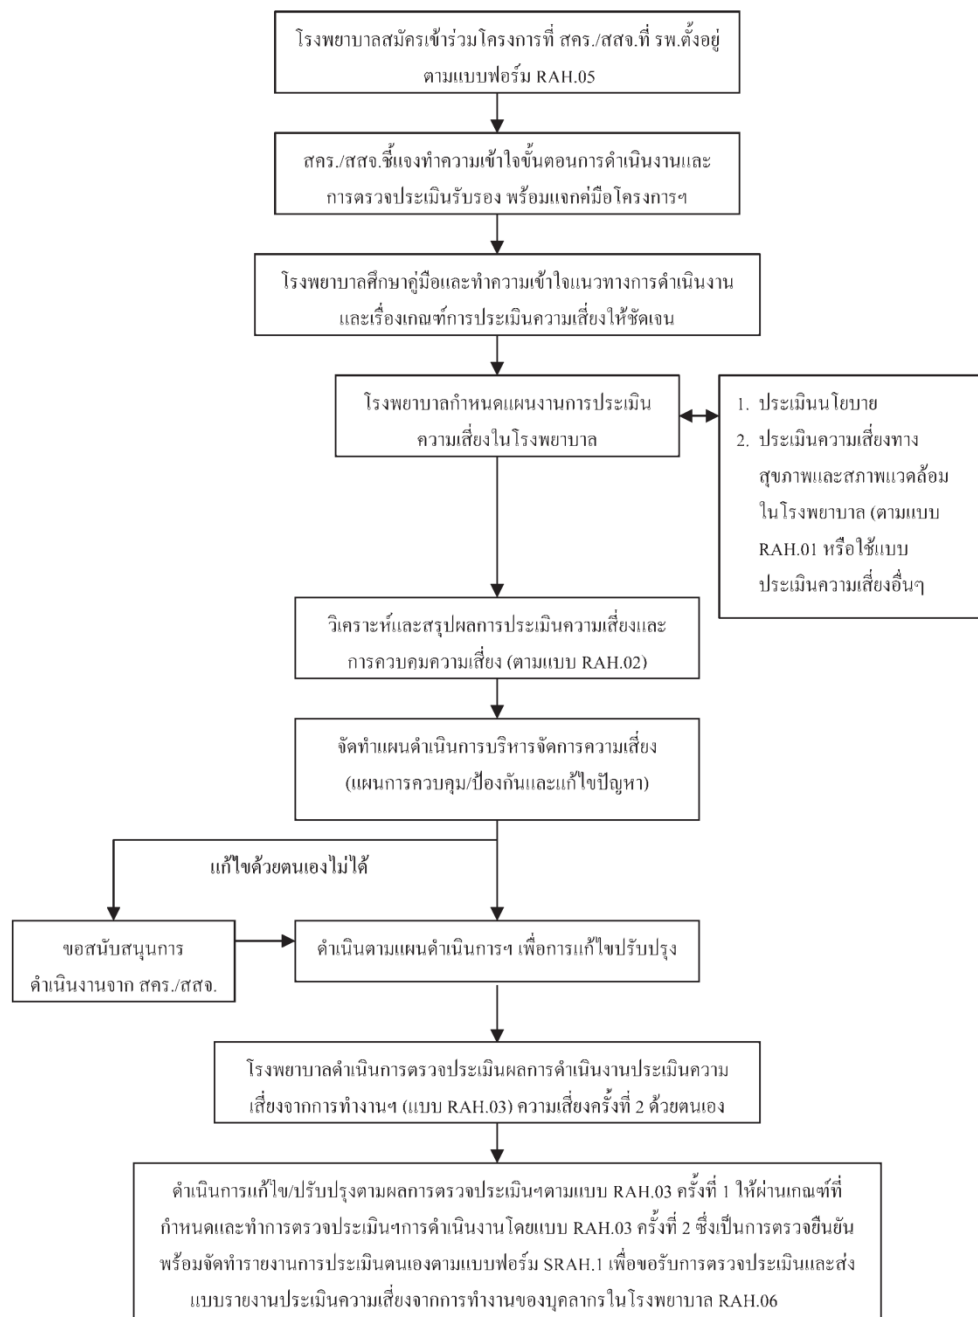 โรงพยาบาลสมัครเข้าร่วมโครงการที่ สคร./สสจ.ที่ รพ.ตั้งอยู่
ตามแบบฟอร์ม RAH.05
สคร./สสจ.ชี้แจงทำความเข้าใจขั้นตอนการดำเนินงานและ
การตรวจประเมินรับรอง พร้อมแจกคู่มือโครงการฯ
โรงพยาบาลศึกษาคู่มือและทำความเข้าใจแนวทางการดำเนินงาน
และเรื่องเกณฑ์การประเมินความเสี่ยงให้ชัดเจน
โรงพยาบาลกำหนดแผนงานการประเมิน
ความเสี่ยงในโรงพยาบาล
1. ประเมินนโยบาย
2. ประเมินความเสี่ยงทาง
สุขภาพและสภาพแวดล้อม
ในโรงพยาบาล (ตามแบบ
RAH.01 หรือใช้แบบ
ประเมินความเสี่ยงอื่นๆ
วิเคราะห์และสรุปผลการประเมินความเสี่ยงและ
การควบคุมความเสี่ยง (ตามแบบ RAH.02)
จัดทำแผนดำเนินการบริหารจัดการความเสี่ยง
(แผนการควบคุม/ป้องกันและแก้ไขปัญหา)
แก้ไขด้วยตนเองไม่ได้
ขอสนับสนุนการ
ดำเนินงานจาก สคร./สสจ.
ดำเนินตามแผนดำเนินการฯ เพื่อการแก้ไขปรับปรุง
โรงพยาบาลดำเนินการตรวจประเมินผลการดำเนินงานประเมินความ
เสี่ยงจากการทำงานฯ (แบบ RAH.03) ความเสี่ยงครั้งที่ 2 ด้วยตนเอง
ดำเนินการแก้ไข/ปรับปรุงตามผลการตรวจประเมินฯตามแบบ RAH.03 ครั้งที่ 1 ให้ผ่านเกณฑ์ที่
กำหนดและทำการตรวจประเมินฯการดำเนินงานโดยแบบ RAH.03 ครั้งที่ 2 ซึ่งเป็นการตรวจยืนยัน
พร้อมจัดทำรายงานการประเมินตนเองตามแบบฟอร์ม SRAH.1 เพื่อขอรับการตรวจประเมินและส่ง
แบบรายงานประเมินความเสี่ยงจากการทำงานของบุคลากรในโรงพยาบาล RAH.06